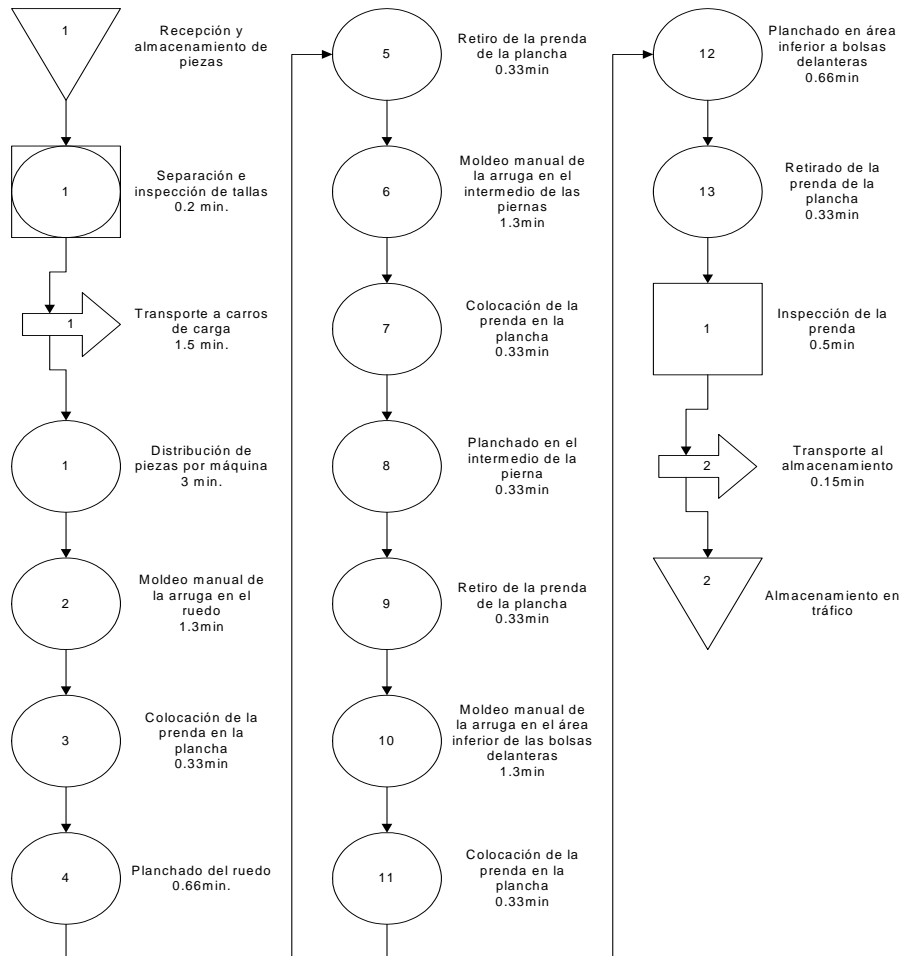 1
Recepción y
almacenamiento de
piezas
1
Separación e
inspección de tallas
0.2 min.
1
Transporte a carros
de carga
1.5 min.
1
Distribución de
piezas por máquina
3 min.
2
Moldeo manual de
la arruga en el
ruedo
1.3min
3
Colocación de la
prenda en la
plancha
0.33min
4
Planchado del ruedo
0.66min.
5
Retiro de la prenda
de la plancha
0.33min
6
Moldeo manual de
la arruga en el
intermedio de las
piernas
1.3min
7
Colocación de la
prenda en la
plancha
0.33min
8
Planchado en el
intermedio de la
pierna
0.33min
9
Retiro de la prenda
de la plancha
0.33min
10
Moldeo manual de
la arruga en el área
inferior de las bolsas
delanteras
1.3min
11
Colocación de la
prenda en la
plancha
0.33min
12
Planchado en área
inferior a bolsas
delanteras
0.66min
13
Retirado de la
prenda de la
plancha
0.33min
1
Inspección de la
prenda
0.5min
2
Transporte al
almacenamiento
0.15min
2
Almacenamiento en
tráfico